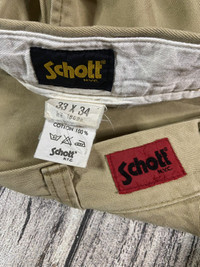 Schott
33 X 34
COTTON 100%
Schott
N.Y.C.
Schott
N.Y.C.